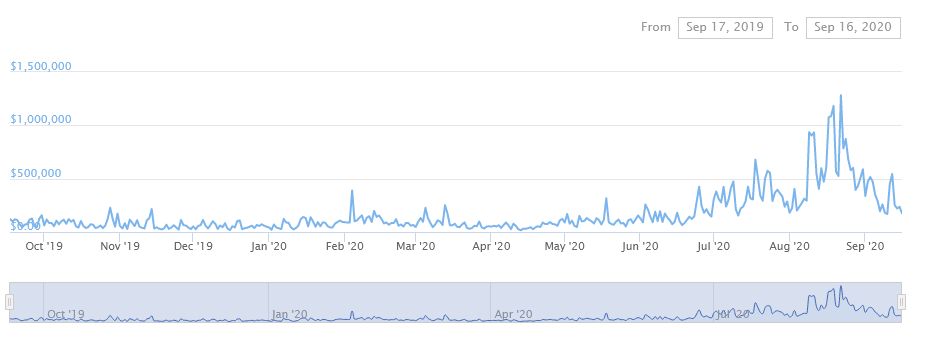 From Sep 17, 2019 To Sep 16, 2020
$1,500,000
$1,000,000
$500,000
$0.00
Oct '19 Nov '19 Dec '19 Jan '20 Feb '20 Mar '20 Apr '20 May '20 Jun '20 Jul '20 Aug '20 Sep '20
Oct '19 Jan '20 Apr '20 Jul '20